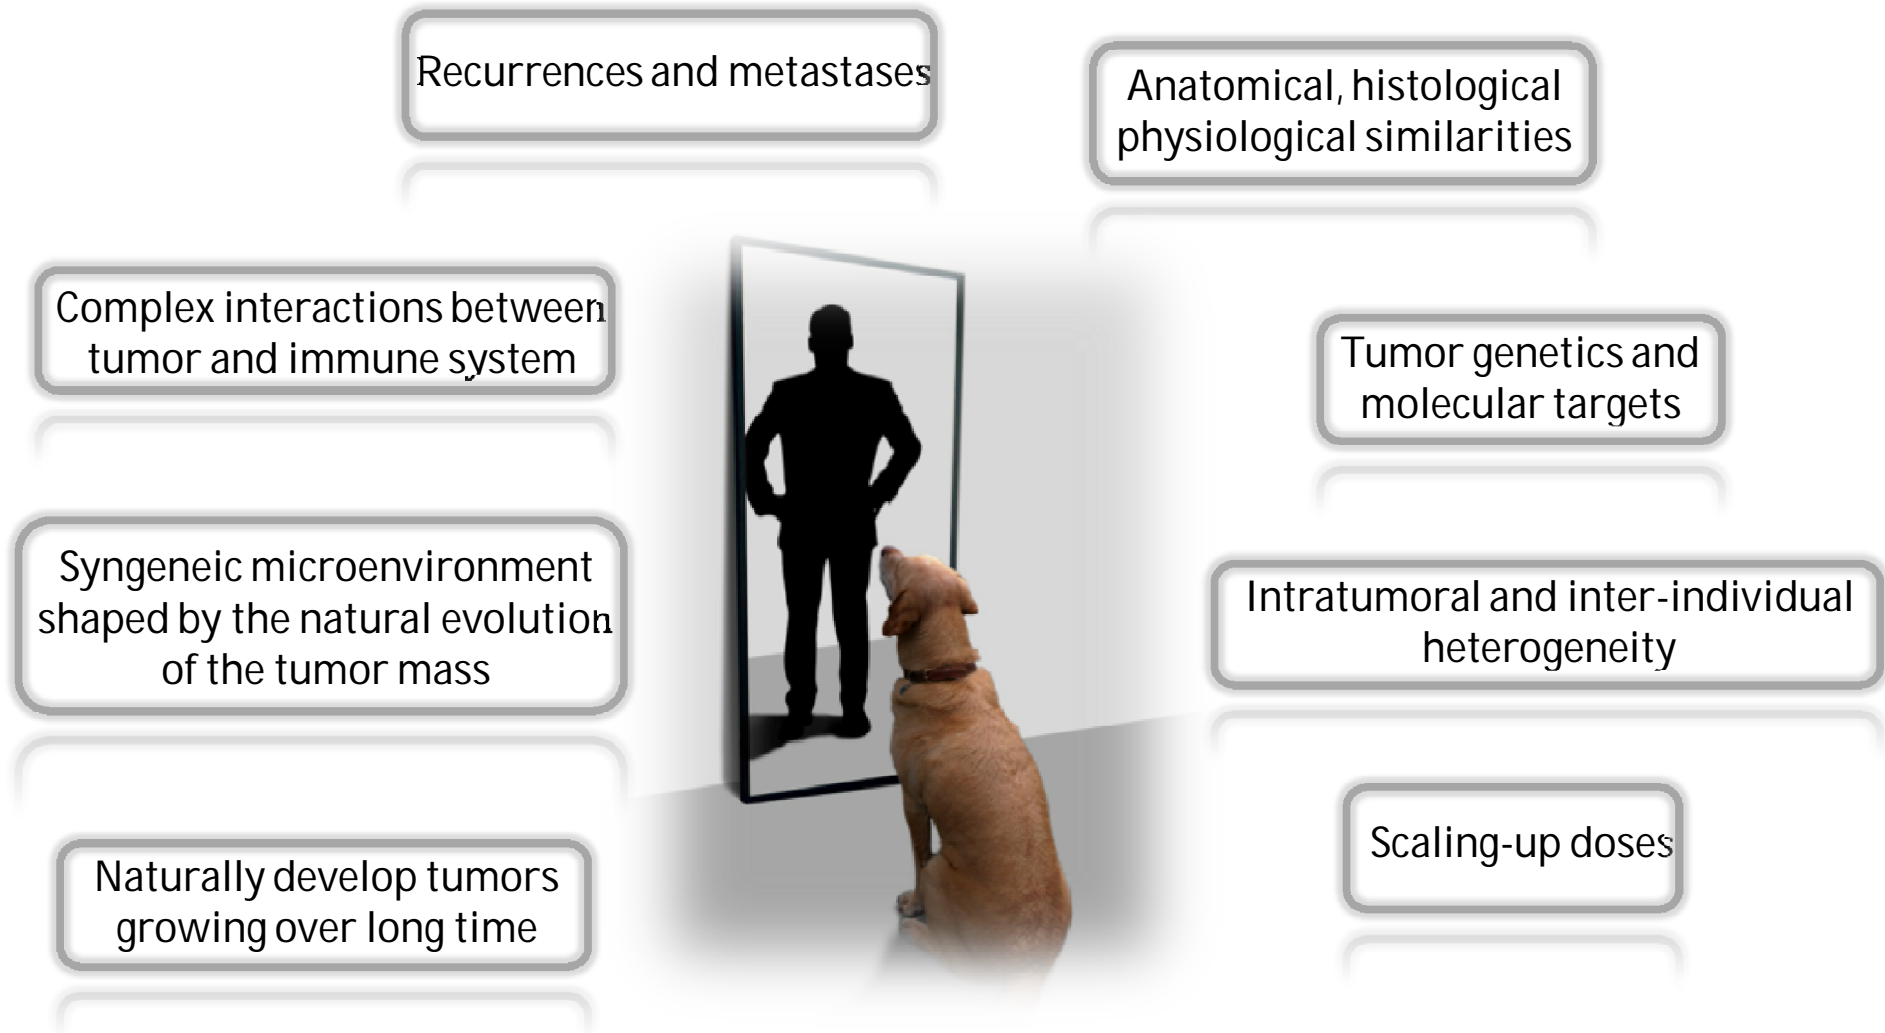 Recurrences and metastases
Anatomical, histological
physiological similarities
Complex interactions between
tumor and immune system
Tumor genetics and
molecular targets
Syngeneic microenvironment
shaped by the natural evolution
of the tumor mass
Intratumoral and inter-individual
heterogeneity
Scaling-up doses
Naturally develop tumors
growing over long time